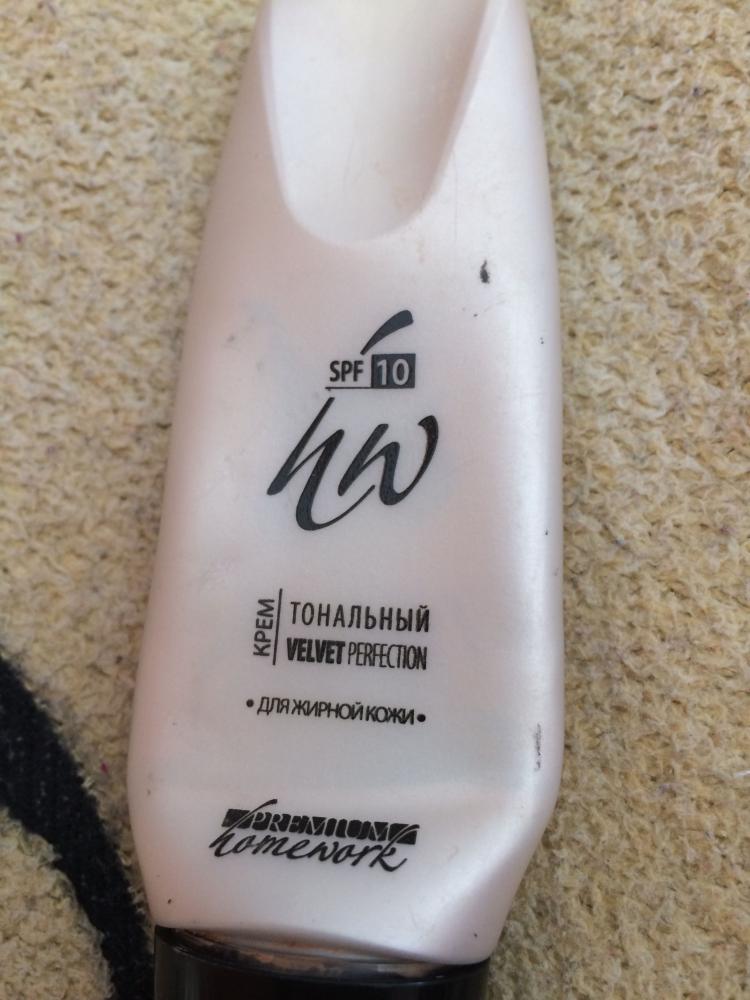 SPF 10
hw
КРЕМ
ТОНАЛЬНЫЙ
VELVET PERFECTION
• ДЛЯ ЖИРНОЙ КОЖИ •
PREMIUM
homework